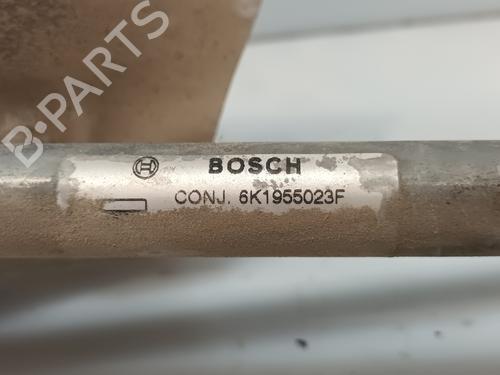 BOSCH
CONJ. 6K1955023F
B-PARTS